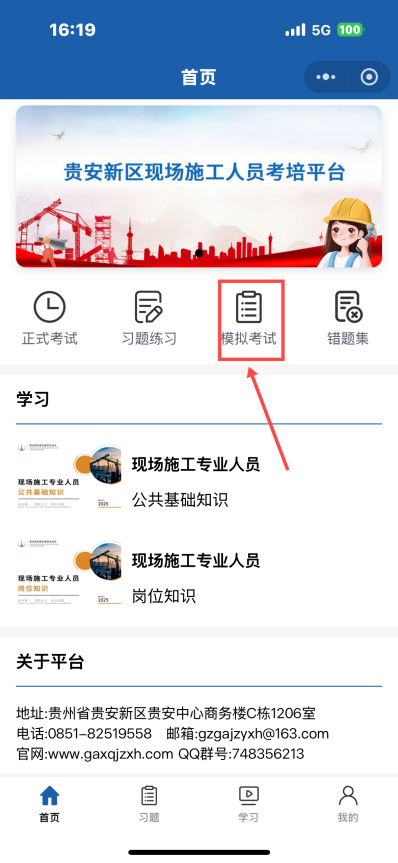 16:19
5G
100
首页
贵安新区现场施工人员考培平台
正式考试
习题练习
模拟考试
错题集
学习
现场施工专业人员
公共基础知识
2025
现场施工专业人员
公共基础知识
现场施工专业人员
岗位知识
2025
现场施工专业人员
岗位知识
关于平台
地址:贵州省贵安新区贵安中心商务楼C栋1206室
电话:0851-82519558 邮箱:gzgajzyxh@163.com
官网:www.gaxqjzxh.com QQ群号:748356213
首页
习题
学习
我的